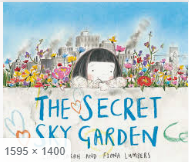 THE SECRET
SKY GARDEN
AND FIONA LUMBERS
1595 × 1400